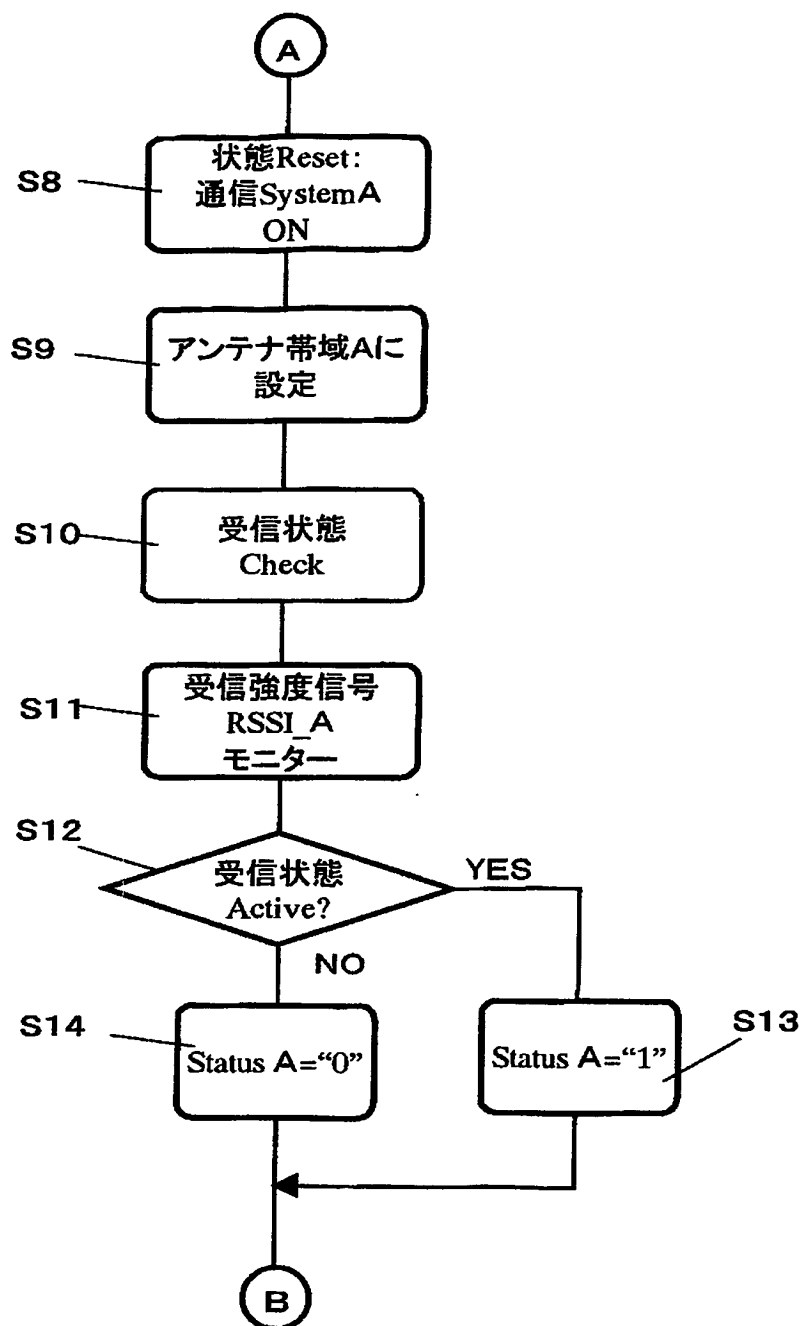 A
S8
状態Reset:
通信SystemA
ON
S9
アンテナ帯域Aに
設定
S10
受信状態
Check
S11
受信強度信号
RSSI_A
モニター
S12
受信状態
Active?
YES
NO
S14
Status A=“0”
S13
Status A=“1”
B